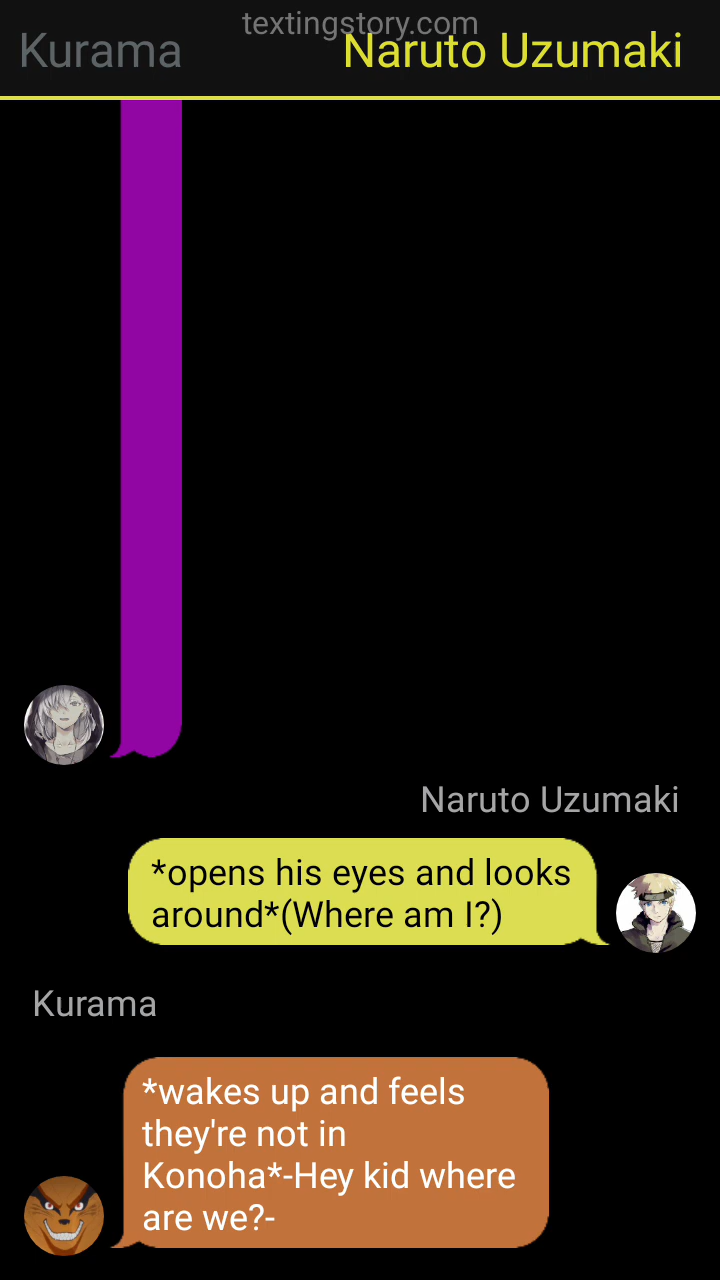 textingstory.com
Kurama Naruto Uzumaki
Naruto Uzumaki
*opens his eyes and looks
around*(Where am I?)
Kurama
*wakes up and feels
they're not in
Konoha*-Hey kid where
are we?-